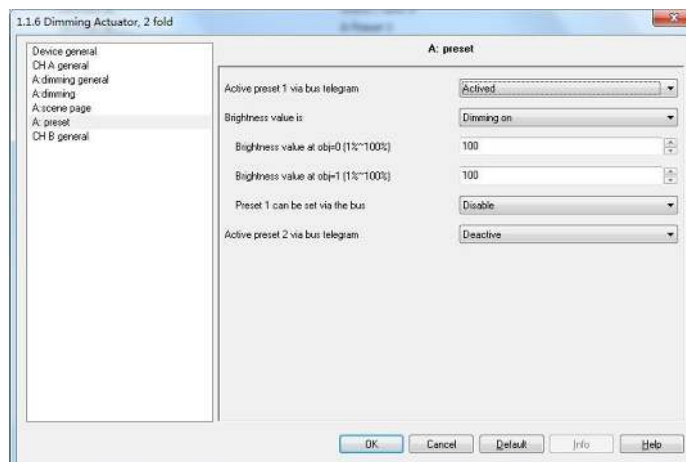 1.1.6 Dimming Actuator, 2 fold
Device general
CH A general
A:dimming general
A:dimming
A:scene page
A: preset
CH B general
A: preset
Active preset 1 via bus telegram Actived
Brightness value is Dimming on
Brightness value at obj=0 (1%~100%) 100
Brightness value at obj=1 (1%~100%) 100
Preset 1 can be set via the bus Disable
Active preset 2 via bus telegram Deactive
OK Cancel Default Info Help